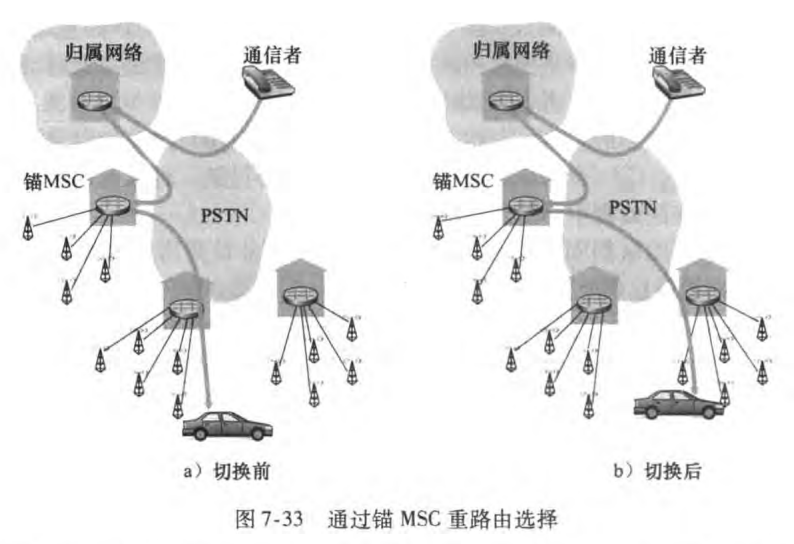 归属网络
通信者
锚MSC
PSTN
a）切换前
归属网络
通信者
锚MSC
PSTN
b）切换后
图 7-33 通过锚 MSC 重路由选择